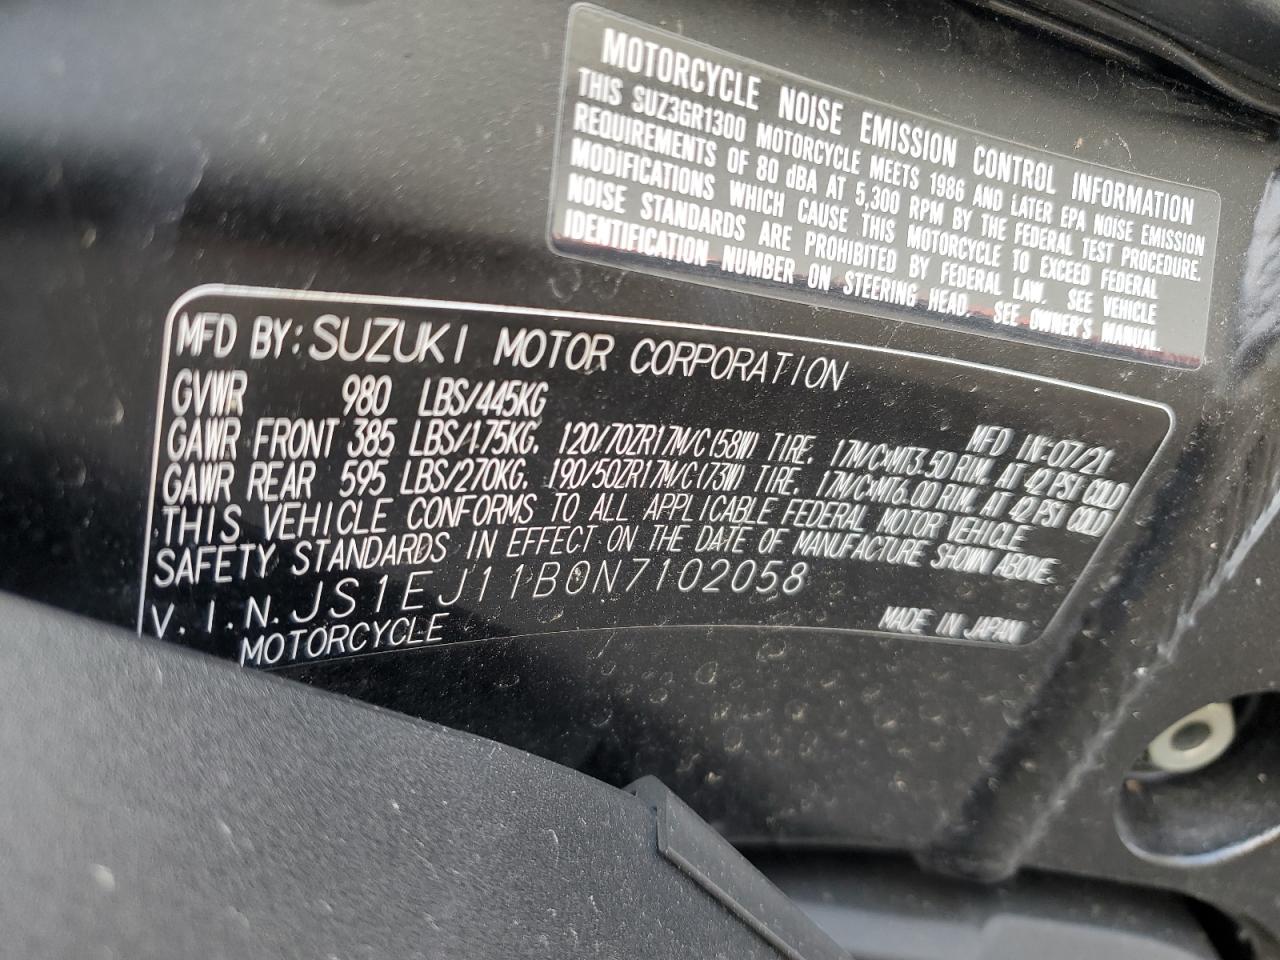 MOTORCYCLE NOISE EMISSION CONTROL INFORMATION
THIS SUZ3GR1300 MOTORCYCLE MEETS 1986 AND LATER EPA NOISE EMISSION
REQUIREMENTS OF 80 dBA AT 5,300 RPM BY THE FEDERAL TEST PROCEDURE.
MODIFICATIONS WHICH CAUSE THIS MOTORCYCLE TO EXCEED FEDERAL
NOISE STANDARDS ARE PROHIBITED BY FEDERAL LAW. SEE VEHICLE
IDENTIFICATION NUMBER ON STEERING HEAD. SEE OWNER'S MANUAL.
MFD BY: SUZUKI MOTOR CORPORATION
GVWR 980 LBS/445KG MFD IN:07/21
GAWR FRONT 385 LBS/175KG. 120/70ZR17M/C(58W) TIRE. 17M/C×MT3.50 RIM. AT 42 PSI COLD
GAWR REAR 595 LBS/270KG. 190/50ZR17M/C(73W) TIRE. 17M/C×MT6.00 RIM. AT 42 PSI COLD
THIS VEHICLE CONFORMS TO ALL APPLICABLE FEDERAL MOTOR VEHICLE
SAFETY STANDARDS IN EFFECT ON THE DATE OF MANUFACTURE SHOWN ABOVE.
V. I. N. JS1EJ11B0N7102058
MOTORCYCLE MADE IN JAPAN